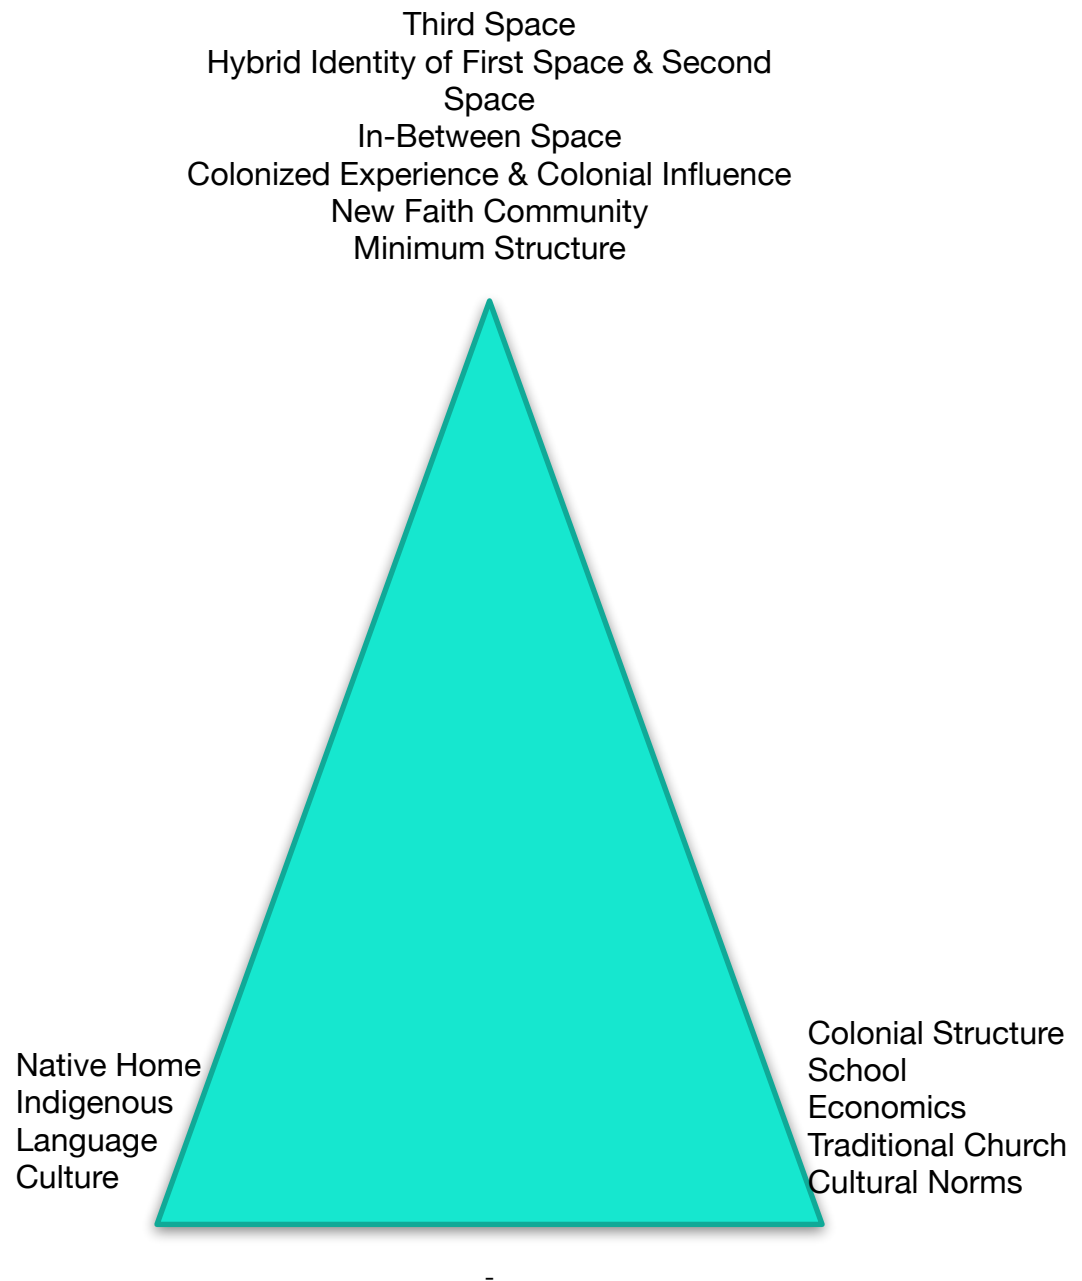 Third Space
Hybrid Identity of First Space & Second
Space
In-Between Space
Colonized Experience & Colonial Influence
New Faith Community
Minimum Structure
Native Home
Indigenous
Language
Culture
Colonial Structure
School
Economics
Traditional Church
Cultural Norms
-